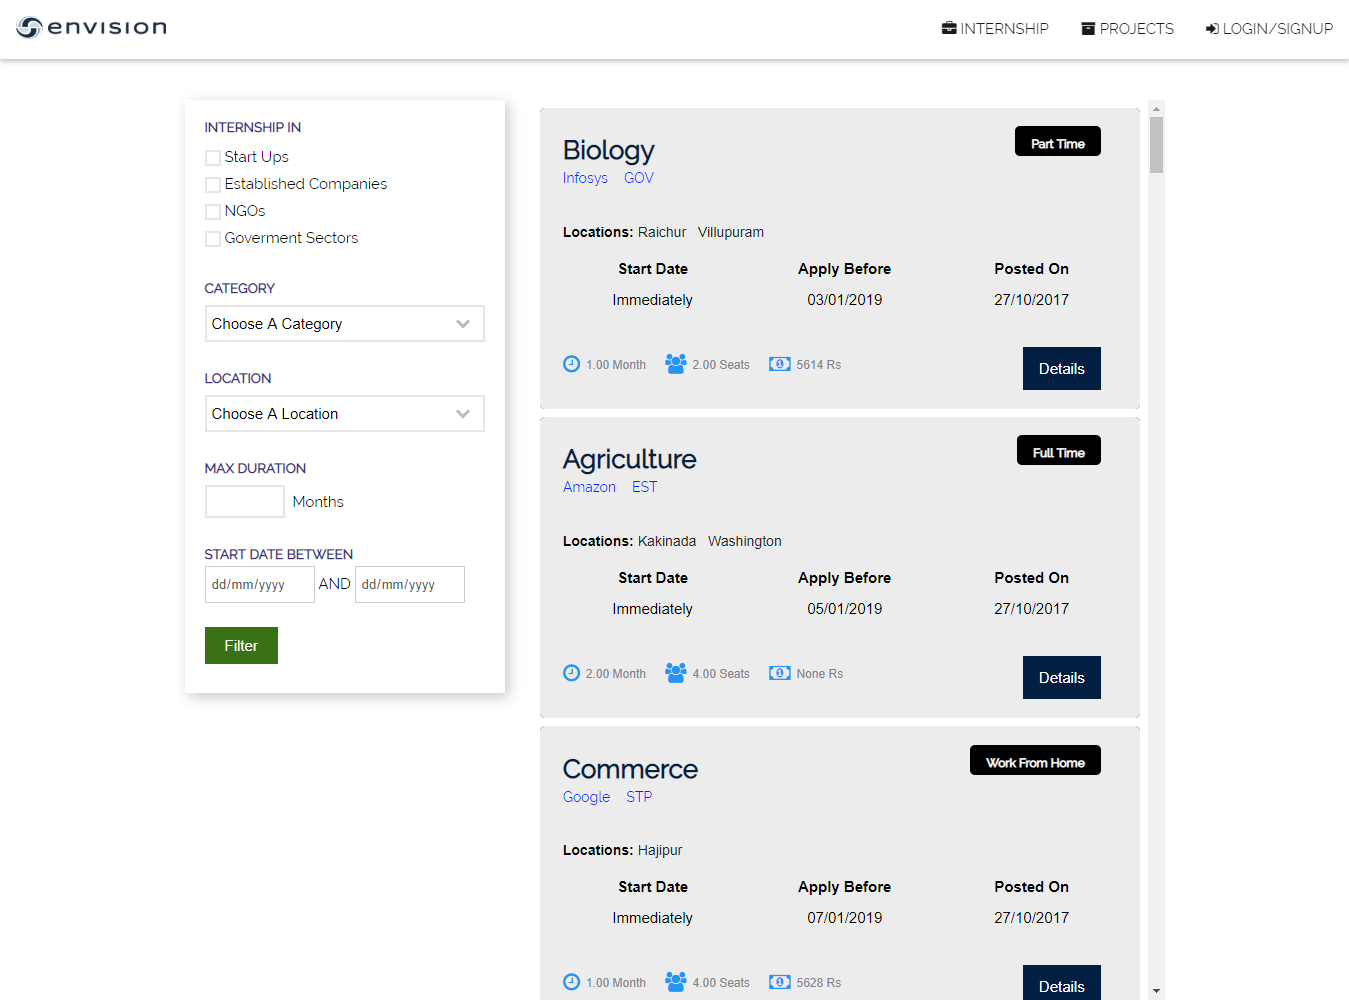 envision
INTERNSHIP PROJECTS LOGIN/SIGNUP
INTERNSHIP IN
Start Ups
Established Companies
NGOs
Goverment Sectors
CATEGORY
Choose A Category
LOCATION
Choose A Location
MAX DURATION
Months
START DATE BETWEEN
dd/mm/yyyy AND dd/mm/yyyy
Filter
Biology
Part Time
Infosys GOV
Locations: Raichur Villupuram
Start Date Apply Before Posted On
Immediately 03/01/2019 27/10/2017
1.00 Month 2.00 Seats 5614 Rs
Details
Agriculture
Full Time
Amazon EST
Locations: Kakinada Washington
Start Date Apply Before Posted On
Immediately 05/01/2019 27/10/2017
2.00 Month 4.00 Seats None Rs
Details
Commerce
Work From Home
Google STP
Locations: Hajipur
Start Date Apply Before Posted On
Immediately 07/01/2019 27/10/2017
1.00 Month 4.00 Seats 5628 Rs
Details